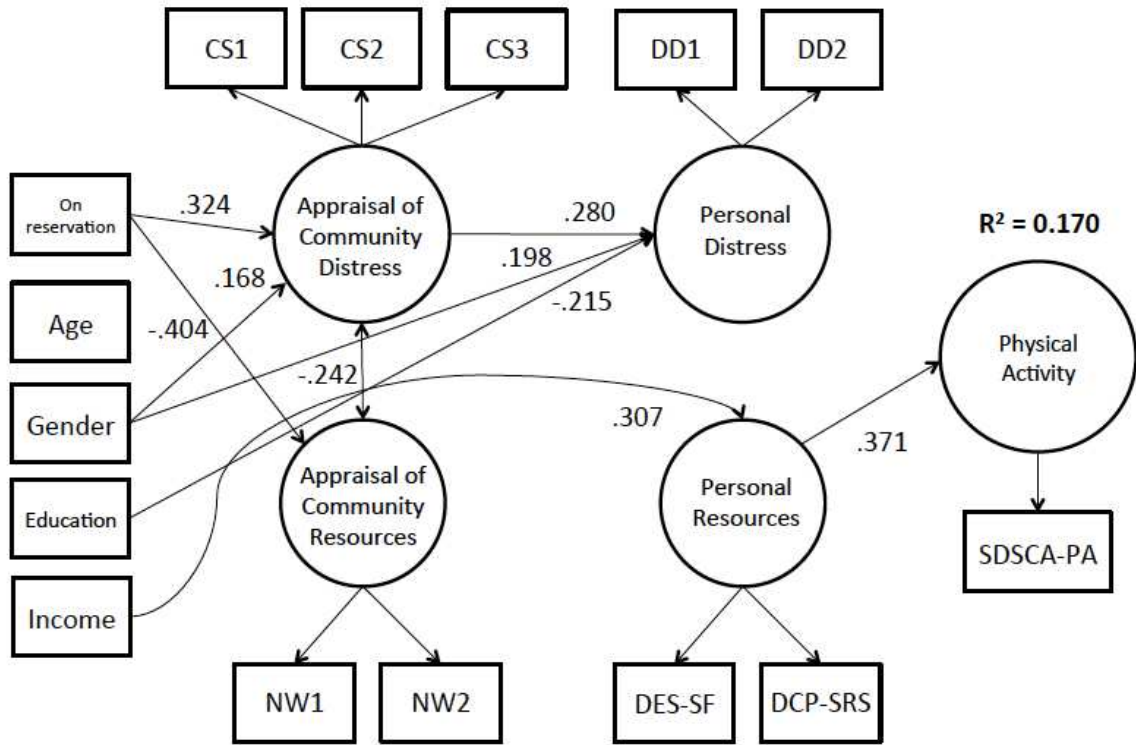 CS1
CS2
CS3
DD1
DD2
On
reservation
Age
Gender
Education
Income
.324
.168
-.404
-.242
Appraisal of
Community
Distress
.280
.198
-.215
Personal
Distress
R² = 0.170
Physical
Activity
.307
.371
Appraisal of
Community
Resources
Personal
Resources
SDSCA-PA
NW1
NW2
DES-SF
DCP-SRS